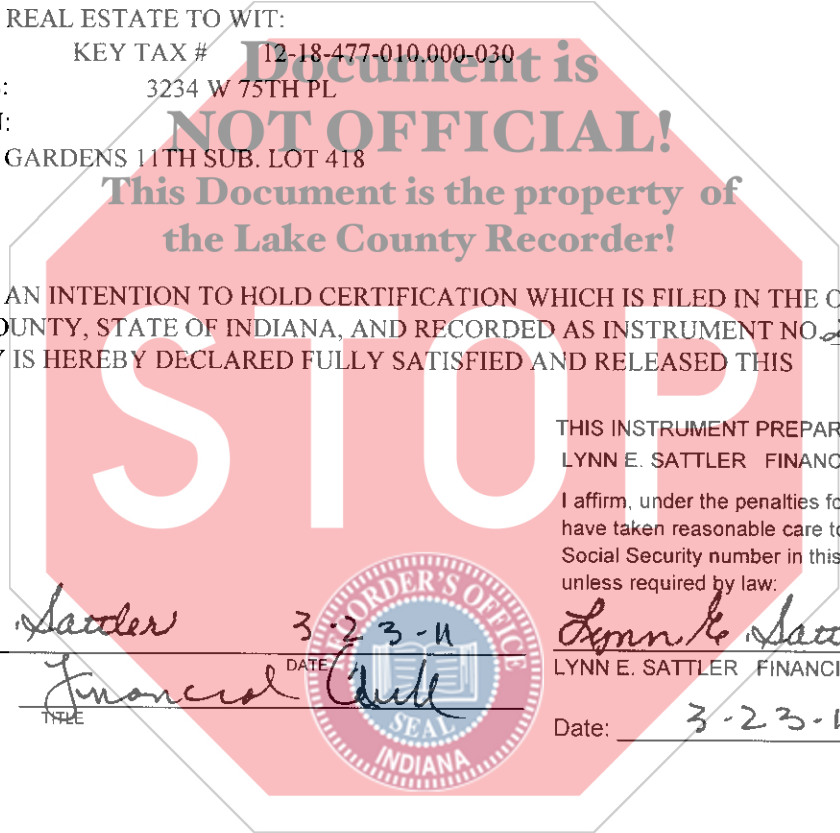 REAL ESTATE TO WIT:
KEY TAX # 12-18-477-010.000-030
3234 W 75TH PL
GARDENS 11TH SUB. LOT 418
Document is
NOT OFFICIAL!
This Document is the property of
the Lake County Recorder!
AN INTENTION TO HOLD CERTIFICATION WHICH IS FILED IN THE
OUNTY, STATE OF INDIANA, AND RECORDED AS INSTRUMENT NO.
Y IS HEREBY DECLARED FULLY SATISFIED AND RELEASED THIS
STOP
THIS INSTRUMENT PREPAR
LYNN E. SATTLER FINANC
I affirm, under the penalties fo
have taken reasonable care to
Social Security number in this
unless required by law:
Sattler 3-23-11
DATE
Financial
TITLE
RECORDER'S OFFICE
SEAL
INDIANA
Lynn E. Satt
LYNN E. SATTLER FINANCI
Date: 3-23-1